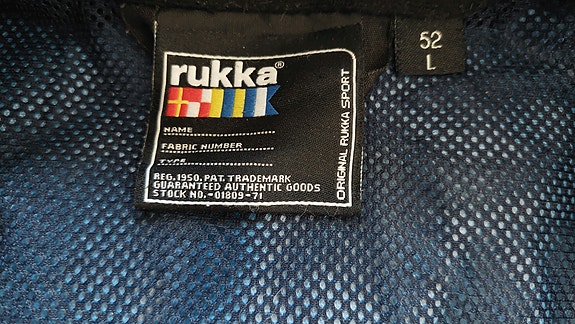 rukka®
NAME
FABRIC NUMBER
TYPE
REG.1950.PAT. TRADEMARK
GUARANTEED AUTHENTIC GOODS
STOCK NO.-01809-71
ORIGINAL RUKKA SPORT
52
L